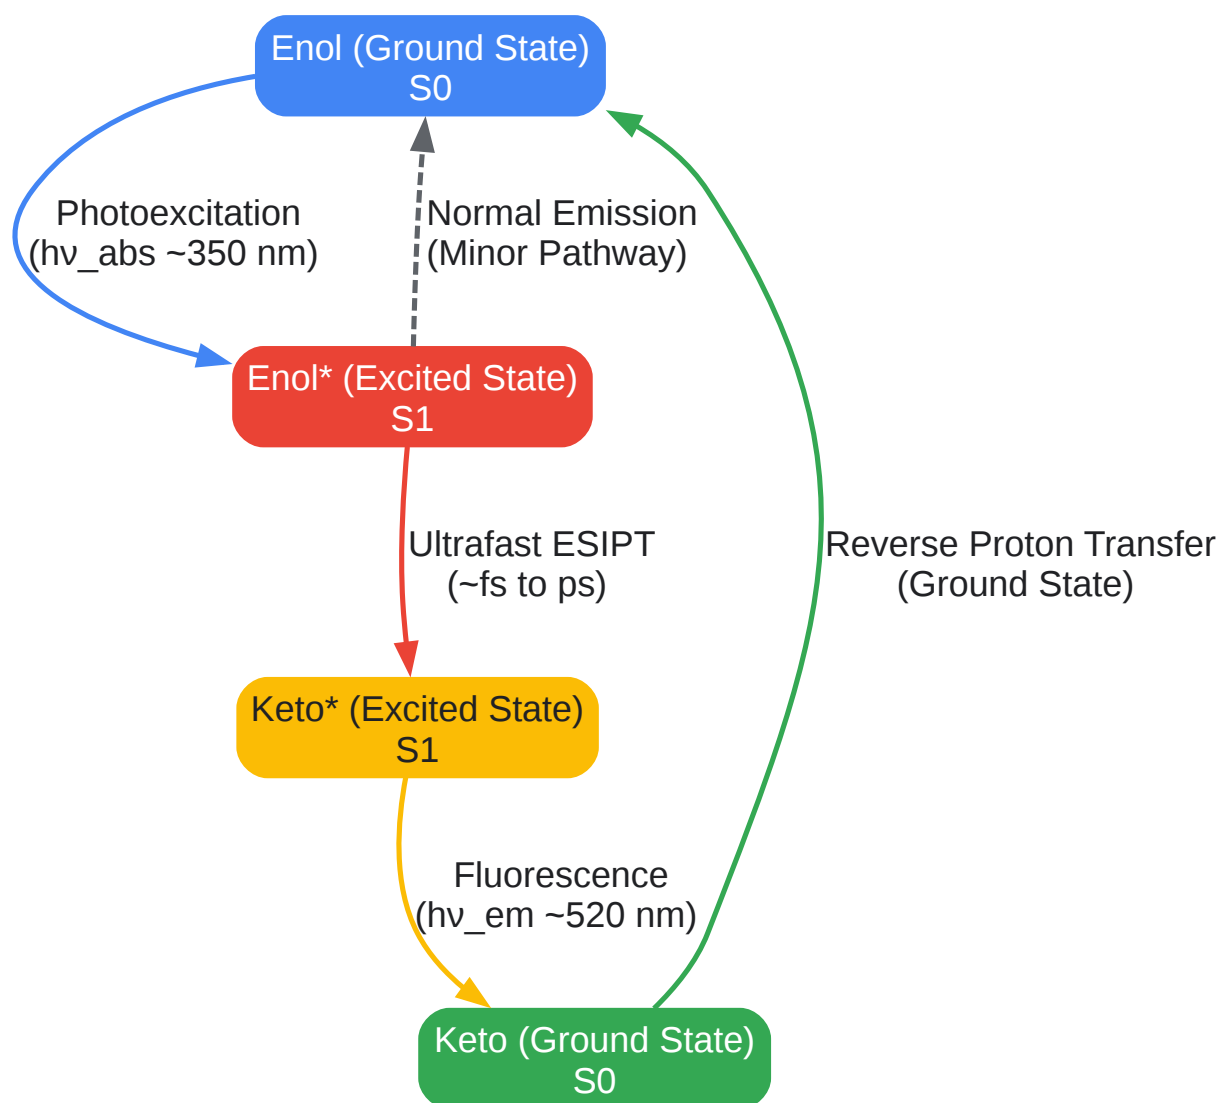 Enol (Ground State)
S0
Photoexcitation
(hν_abs ~350 nm)
Normal Emission
(Minor Pathway)
Enol* (Excited State)
S1
Ultrafast ESIPT
(~fs to ps)
Reverse Proton Transfer
(Ground State)
Keto* (Excited State)
S1
Fluorescence
(hν_em ~520 nm)
Keto (Ground State)
S0